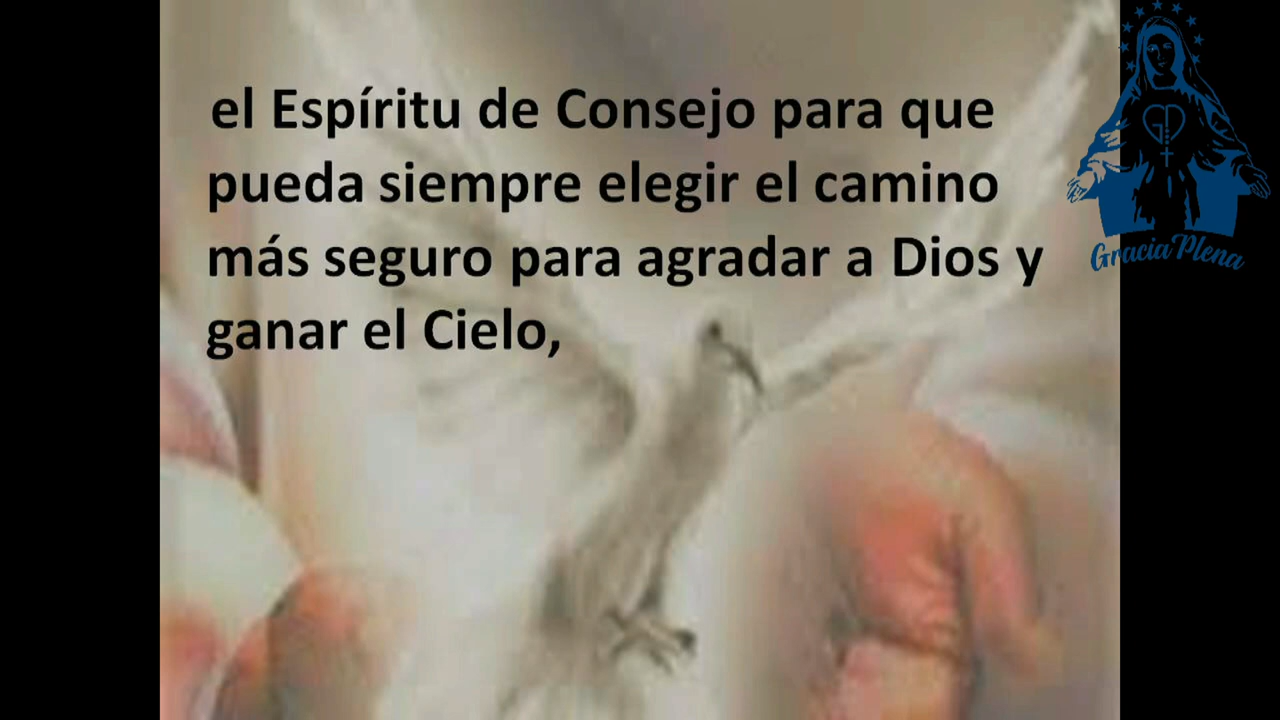 el Espíritu de Consejo para que
pueda siempre elegir el camino
más seguro para agradar a Dios y
ganar el Cielo,
Gracia Plena